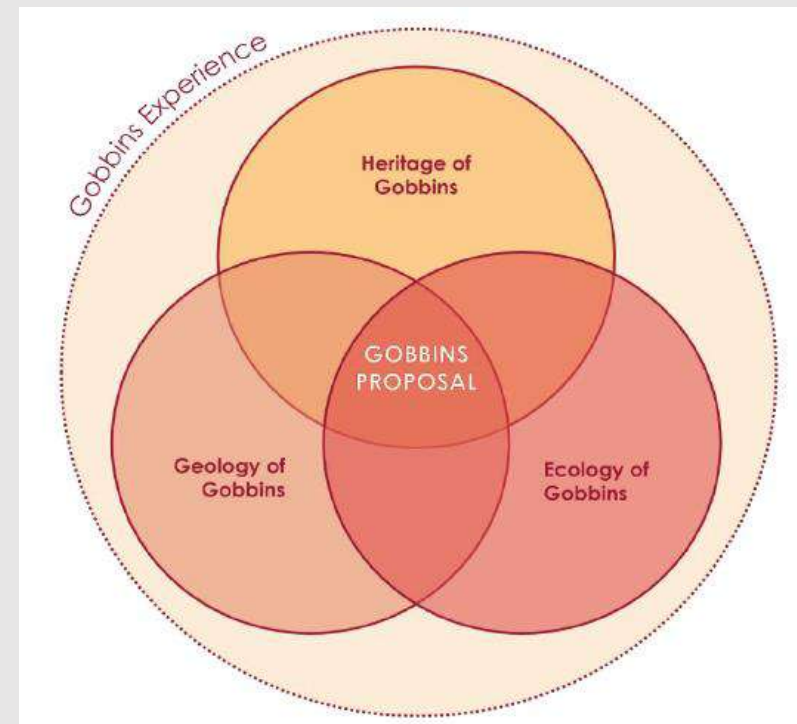 Gobbins Experience
Heritage of
Gobbins
GOBBINS
PROPOSAL
Geology of
Gobbins
Ecology of
Gobbins